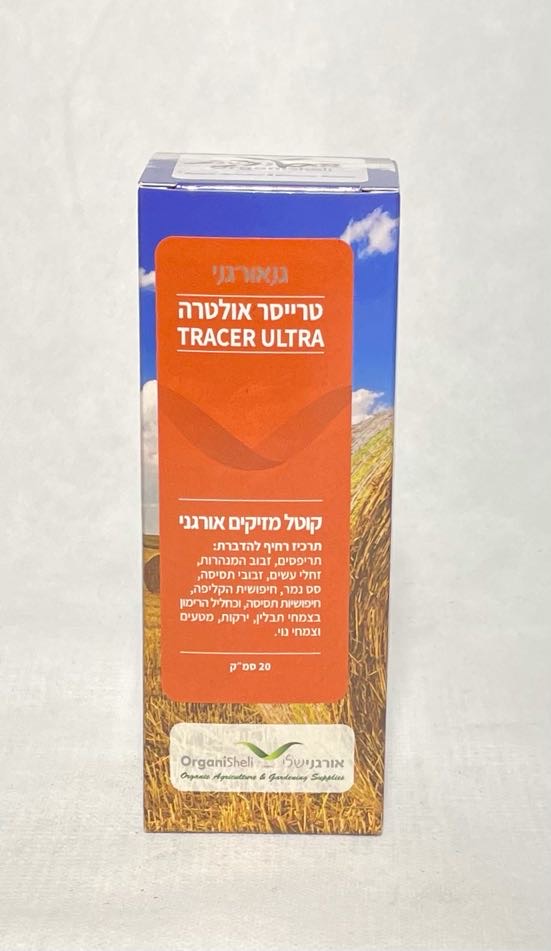 גנאורגני
טרייסר אולטרה
TRACER ULTRA
קוטל מזיקים אורגני
תרכיז רחיף להדברת:
תריפסים, זבוב המנהרות,
זחלי עשים, זבובי תסיסה,
סס נמר, חיפושית הקליפה,
חיפושיות תסיסה, וכחליל הרימון
בצמחי תבלין, ירקות, מטעים
וצמחי נוי.
20 סמ"ק
OrganiSheli אורגנישלי
Organic Agriculture & Gardening Supplies